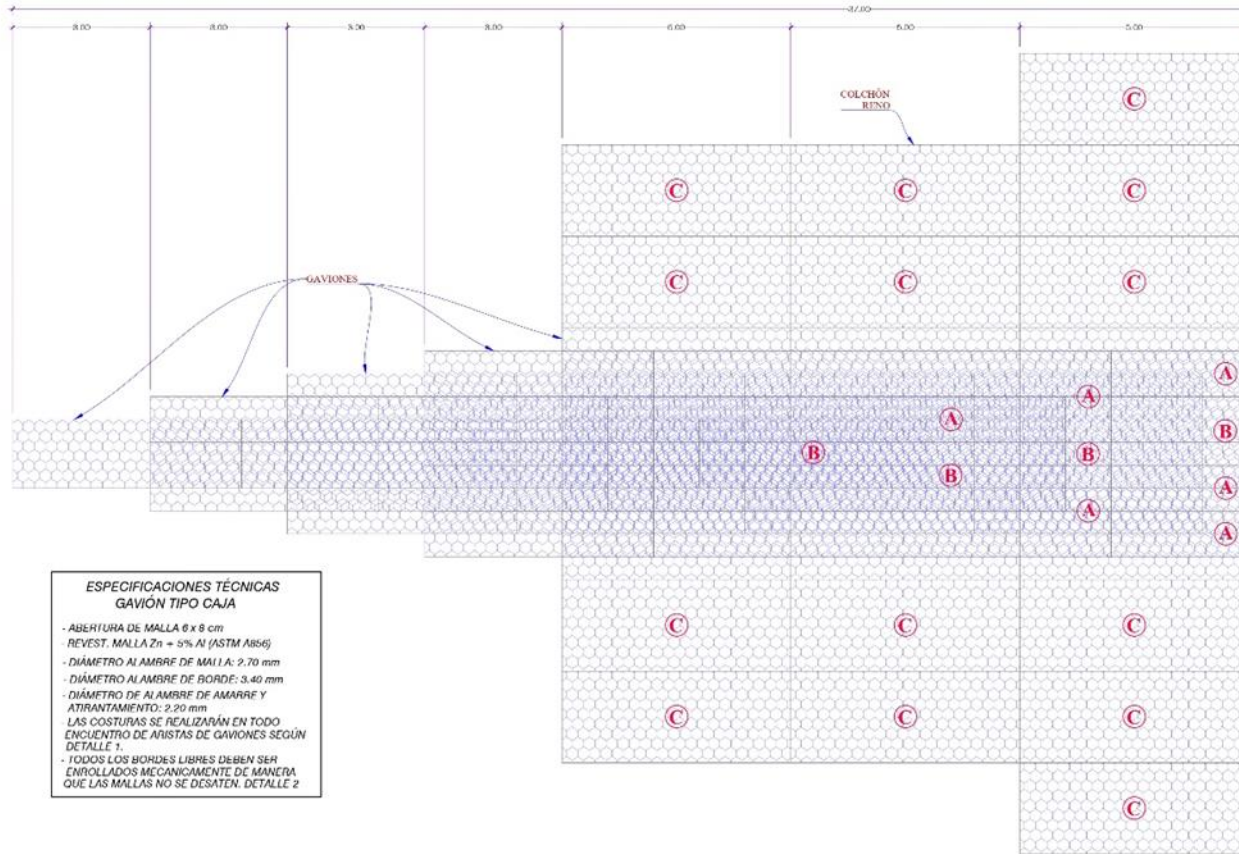 37.00
3.00 3.00 3.00 3.00 5.00 5.00 5.00
COLCHÓN
RENO
C
C C C
GAVIONES
C C C
A
A
A
B
B
B
B
A
A
A
C C C
C C C
C
ESPECIFICACIONES TÉCNICAS
GAVIÓN TIPO CAJA
- ABERTURA DE MALLA 6 x 8 cm
- REVEST. MALLA Zn + 5% Al (ASTM A856)
- DIÁMETRO ALAMBRE DE MALLA: 2.70 mm
- DIÁMETRO ALAMBRE DE BORDE: 3.40 mm
- DIÁMETRO DE ALAMBRE DE AMARRE Y
ATIRANTAMIENTO: 2.20 mm
- LAS COSTURAS SE REALIZARÁN EN TODO
ENCUENTRO DE ARISTAS DE GAVIONES SEGÚN
DETALLE 1.
- TODOS LOS BORDES LIBRES DEBEN SER
ENROLLADOS MECANICAMENTE DE MANERA
QUE LAS MALLAS NO SE DESATEN. DETALLE 2